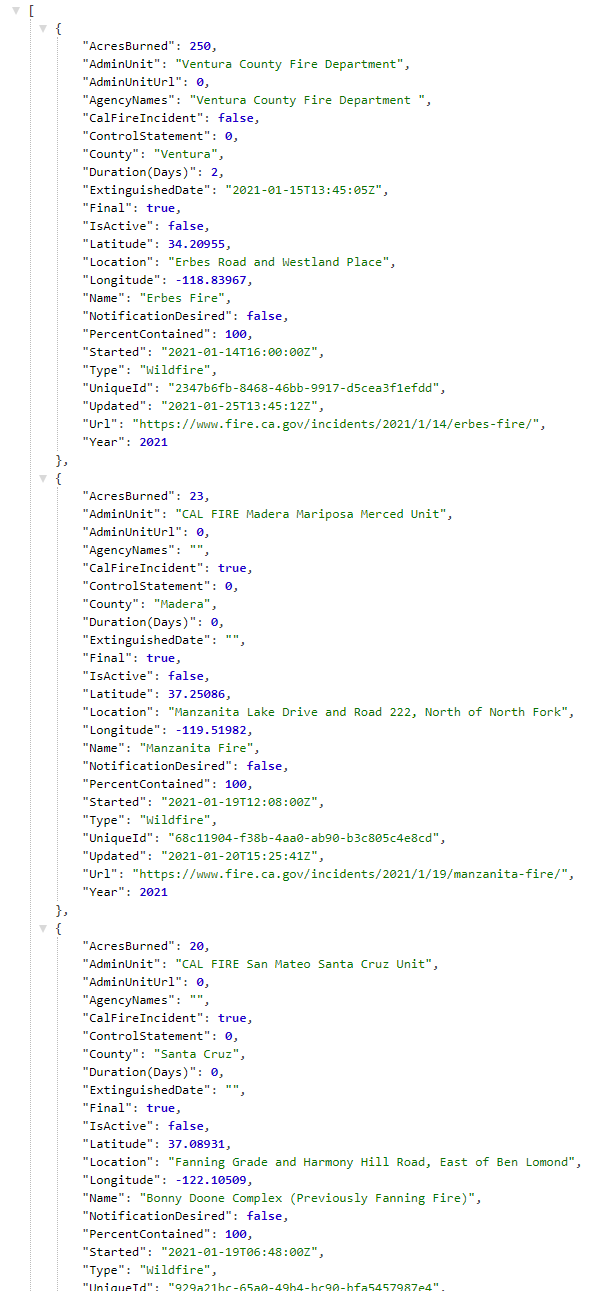 [
{
"AcresBurned": 250,
"AdminUnit": "Ventura County Fire Department",
"AdminUnitUrl": 0,
"AgencyNames": "Ventura County Fire Department ",
"CalFireIncident": false,
"ControlStatement": 0,
"County": "Ventura",
"Duration(Days)": 2,
"ExtinguishedDate": "2021-01-15T13:45:05Z",
"Final": true,
"IsActive": false,
"Latitude": 34.20955,
"Location": "Erbes Road and Westland Place",
"Longitude": -118.83967,
"Name": "Erbes Fire",
"NotificationDesired": false,
"PercentContained": 100,
"Started": "2021-01-14T16:00:00Z",
"Type": "Wildfire",
"UniqueId": "2347b6fb-8468-46bb-9917-d5cea3f1efdd",
"Updated": "2021-01-25T13:45:12Z",
"Url": "https://www.fire.ca.gov/incidents/2021/1/14/erbes-fire/",
"Year": 2021
},
{
"AcresBurned": 23,
"AdminUnit": "CAL FIRE Madera Mariposa Merced Unit",
"AdminUnitUrl": 0,
"AgencyNames": "",
"CalFireIncident": true,
"ControlStatement": 0,
"County": "Madera",
"Duration(Days)": 0,
"ExtinguishedDate": "",
"Final": true,
"IsActive": false,
"Latitude": 37.25086,
"Location": "Manzanita Lake Drive and Road 222, North of North Fork",
"Longitude": -119.51982,
"Name": "Manzanita Fire",
"NotificationDesired": false,
"PercentContained": 100,
"Started": "2021-01-19T12:08:00Z",
"Type": "Wildfire",
"UniqueId": "68c11904-f38b-4aa0-ab90-b3c805c4e8cd",
"Updated": "2021-01-20T15:25:41Z",
"Url": "https://www.fire.ca.gov/incidents/2021/1/19/manzanita-fire/",
"Year": 2021
},
{
"AcresBurned": 20,
"AdminUnit": "CAL FIRE San Mateo Santa Cruz Unit",
"AdminUnitUrl": 0,
"AgencyNames": "",
"CalFireIncident": true,
"ControlStatement": 0,
"County": "Santa Cruz",
"Duration(Days)": 0,
"ExtinguishedDate": "",
"Final": true,
"IsActive": false,
"Latitude": 37.08931,
"Location": "Fanning Grade and Harmony Hill Road, East of Ben Lomond",
"Longitude": -122.10509,
"Name": "Bonny Doone Complex (Previously Fanning Fire)",
"NotificationDesired": false,
"PercentContained": 100,
"Started": "2021-01-19T06:48:00Z",
"Type": "Wildfire",
"UniqueId": "929a21bc-65a0-49b4-bc90-bfa5457987e4",